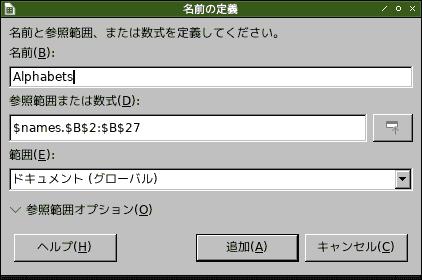 名前の定義
名前と参照範囲、または数式を定義してください。
名前(B):
Alphabets
参照範囲または数式(D):
$names.$B$2:$B$27
範囲(E):
ドキュメント (グローバル)
参照範囲オプション(O)
ヘルプ(H) 追加(A) キャンセル(C)